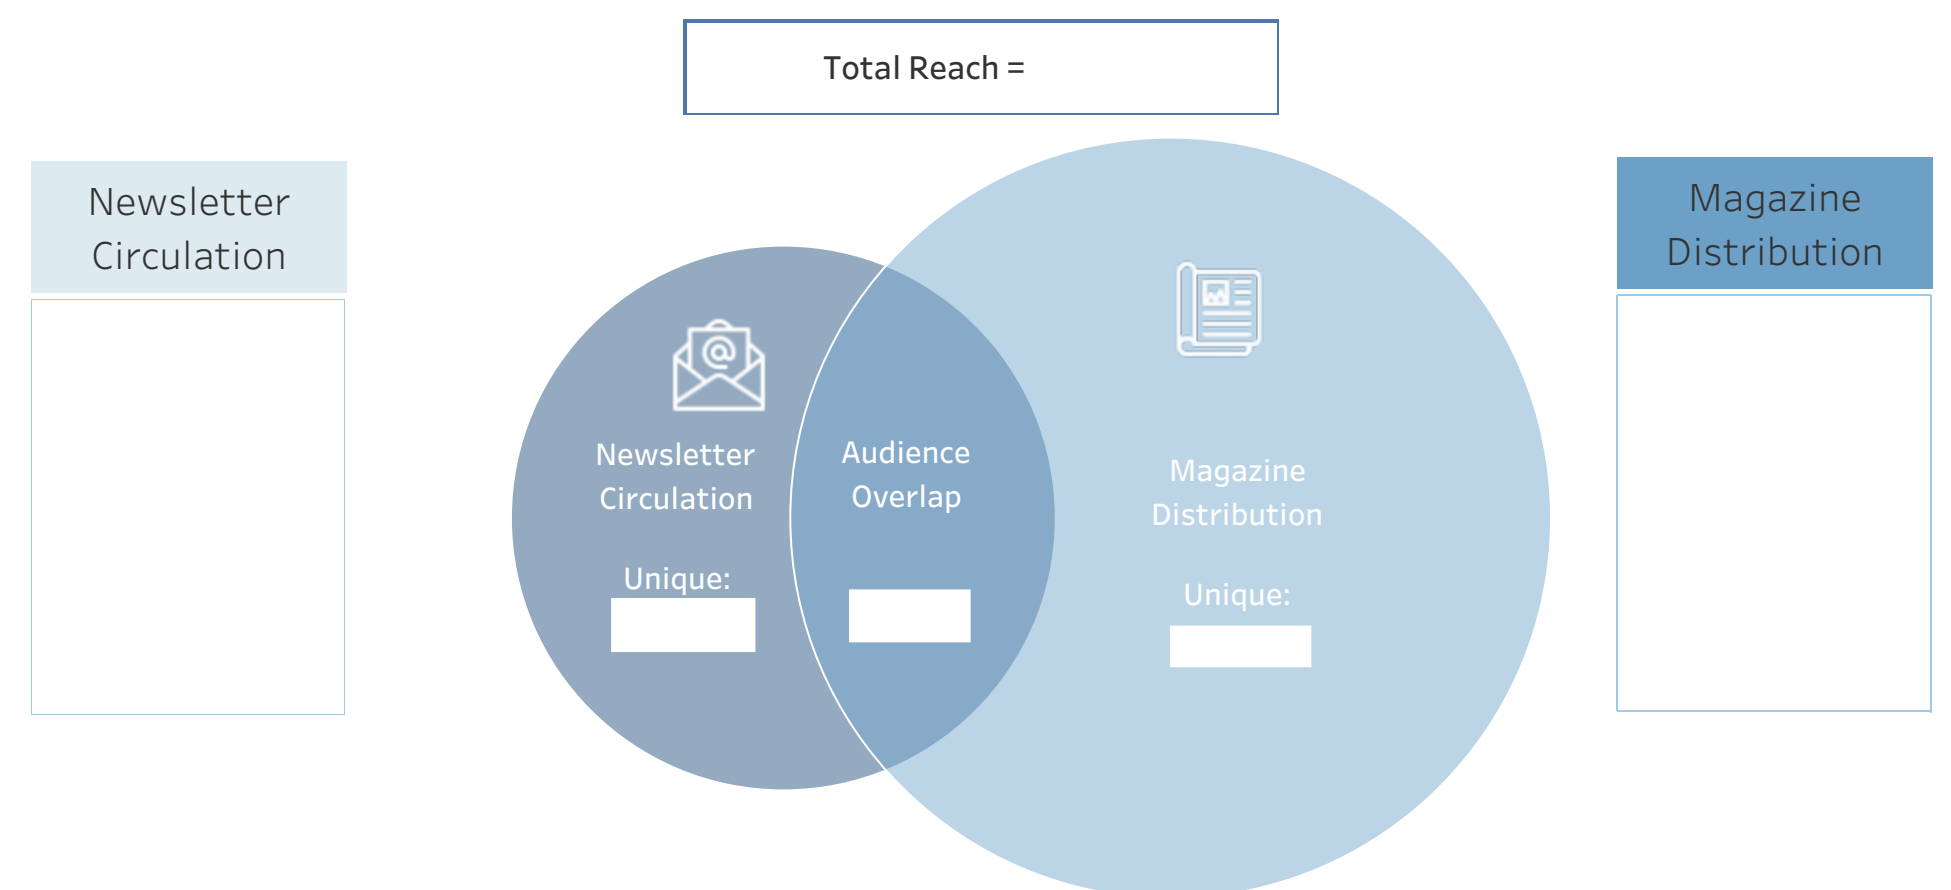 Total Reach =
Newsletter
Circulation
Magazine
Distribution
@
Newsletter
Circulation
Unique:
Audience
Overlap
Magazine
Distribution
Unique: